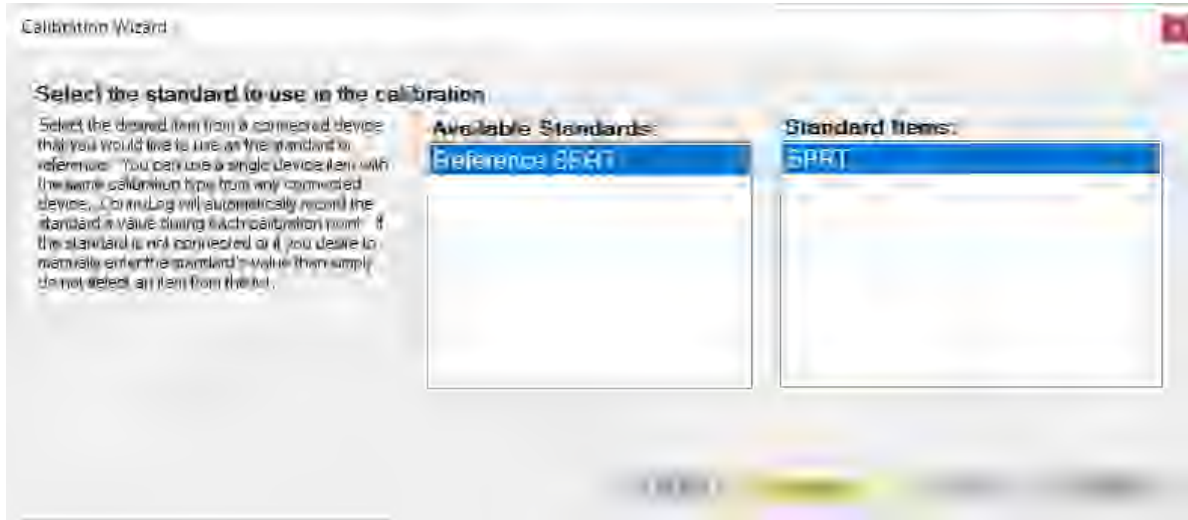 Calibration Wizard
Select the standard to use in the calibration
Select the desired item from a connected device
that you would like to use as the standard or
reference. You can use a single device item with
the same calibration type from any connected
device. will automatically record the
standard's value during each calibration point. If
the standard is not connected or if you desire to
manually enter the standard's value then simply
do not select an item from the list.
Available Standards:
Reference SPRT
Standard Items:
SPRT